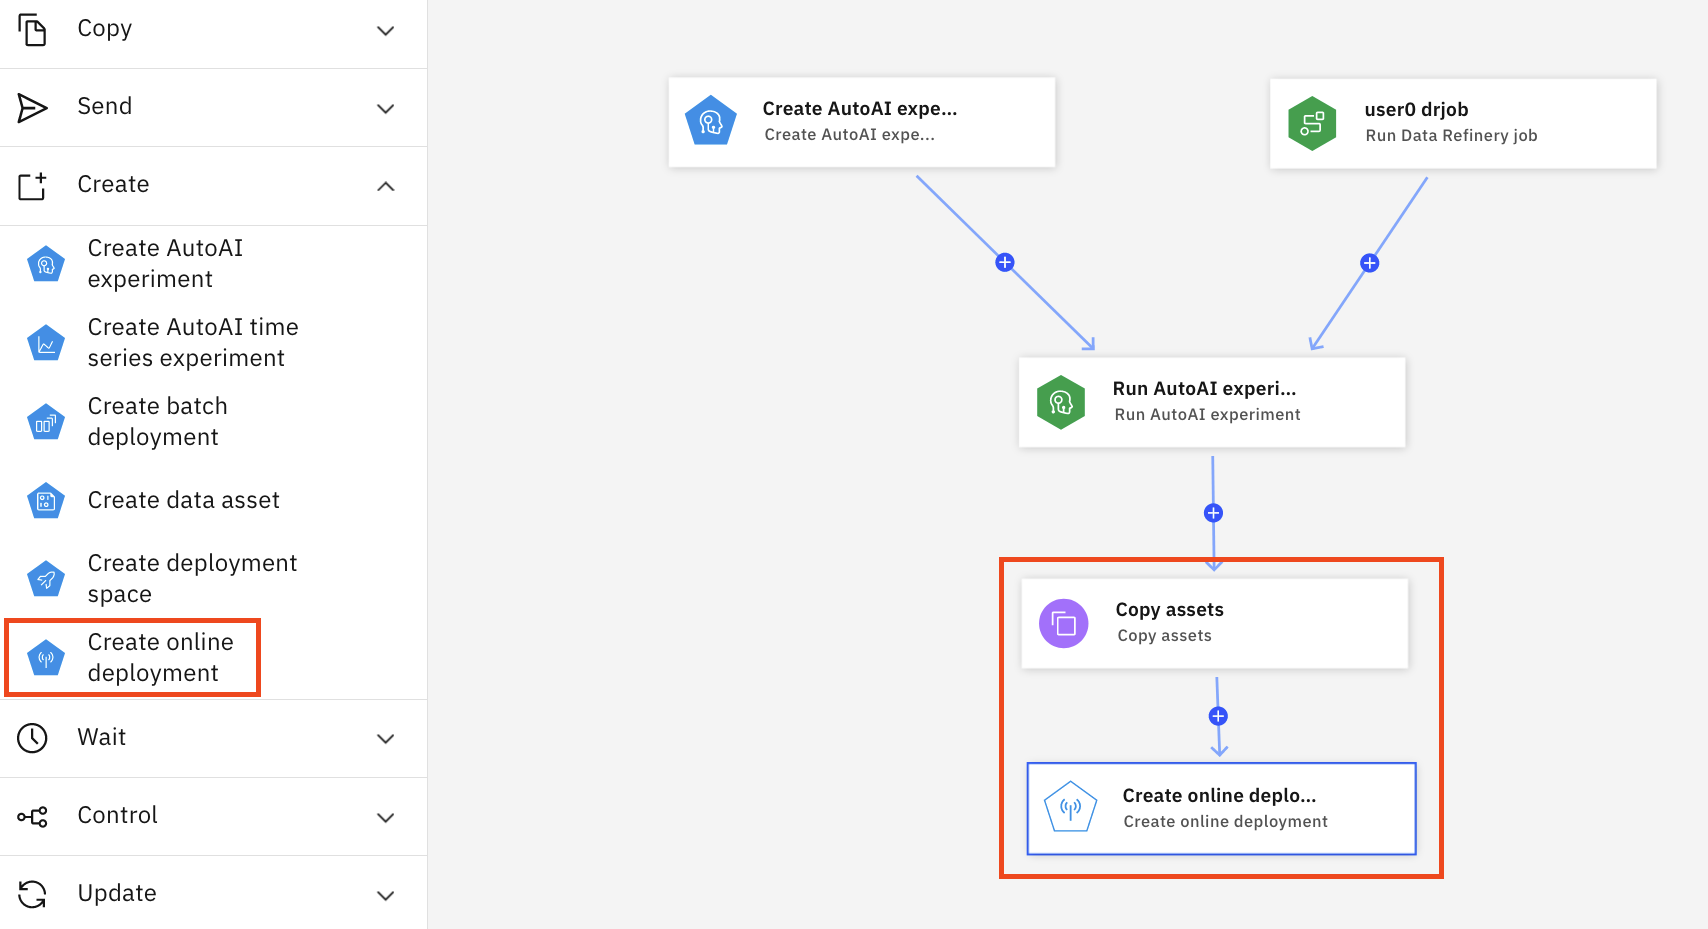 Copy
Send
Create
Create AutoAI
experiment
Create AutoAI time
series experiment
Create batch
deployment
Create data asset
Create deployment
space
Create online
deployment
Wait
Control
Update
Create AutoAI expe...
Create AutoAI expe...
user0 drjob
Run Data Refinery job
Run AutoAI experi...
Run AutoAI experiment
Copy assets
Copy assets
Create online deplo...
Create online deployment